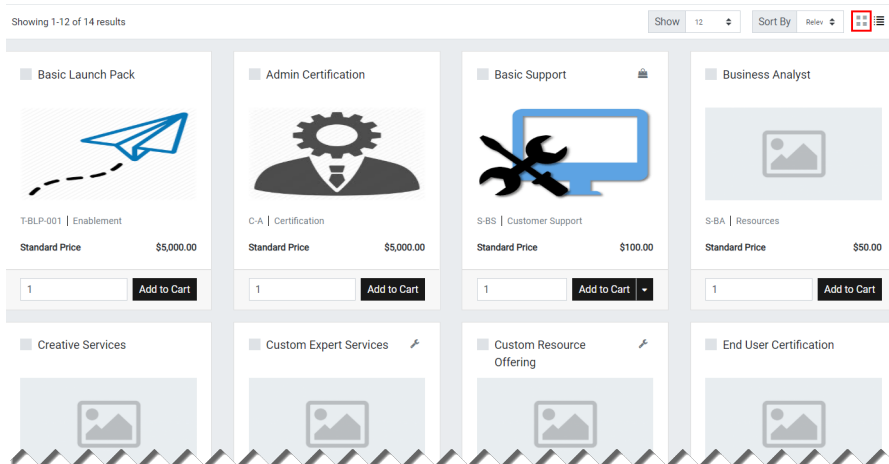 Showing 1-12 of 14 results
Show 12
Sort By Relev
Basic Launch Pack
Admin Certification
Basic Support
Business Analyst
T-BLP-001 | Enablement
C-A | Certification
S-BS | Customer Support
S-BA | Resources
Standard Price $5,000.00
Standard Price $5,000.00
Standard Price $100.00
Standard Price $50.00
1 Add to Cart
1 Add to Cart
1 Add to Cart
1 Add to Cart
Creative Services
Custom Expert Services
Custom Resource
Offering
End User Certification